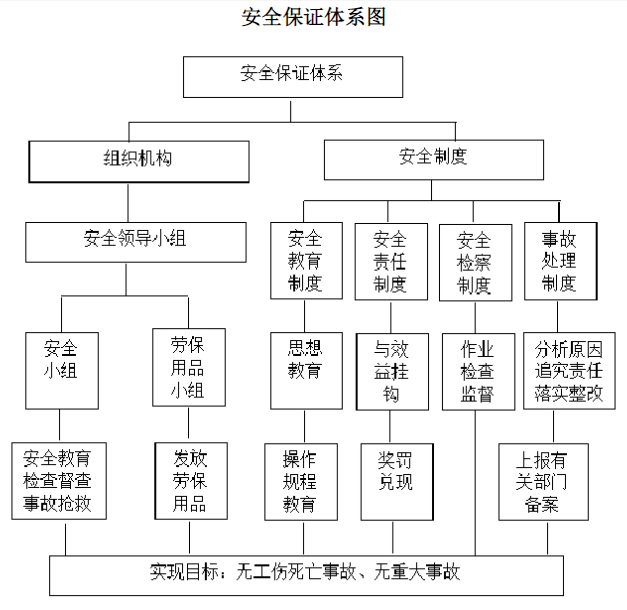 安全保证体系图
安全保证体系
组织机构
安全制度
安全领导小组
安全
教育
制度
安全
责任
制度
安全
检察
制度
事故
处理
制度
安全
小组
劳保
用品
小组
思想
教育
与效
益挂
钩
作业
检查
监督
分析原因
追究责任
落实整改
安全教育
检查督查
事故抢救
发放
劳保
用品
操作
规程
教育
奖罚
兑现
上报有
关部门
备案
实现目标：无工伤死亡事故、无重大事故